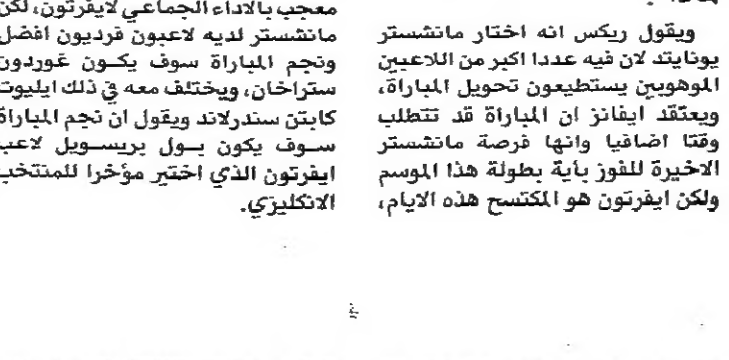 ويقول ريكس انه اختار مانشستر
يونايتد لان فيه عددا اكبر من اللاعبين
الموهوبين يستطيعون تحويل المباراة،
ويعتقد ايفانز ان المباراة قد تتطلب
وقتا اضافيا وانها فرصة مانشستر
الاخيرة للفوز بأية بطولة هذا الموسم
ولكن ايفرتون هو المكتسح هذه الايام،
معجب بالاداء الجماعي لايفرتون، لكن
مانشستر لديه لاعبون فرديون افضل
ونجم المباراة سوف يكون غوردون
ستراخان، ويختلف معه في ذلك ايليوت
كابتن سندرلاند ويقول ان نجم المباراة
سوف يكون بول بريسويل لاعب
ايفرتون الذي اختير مؤخرا للمنتخب
الانكليزي.